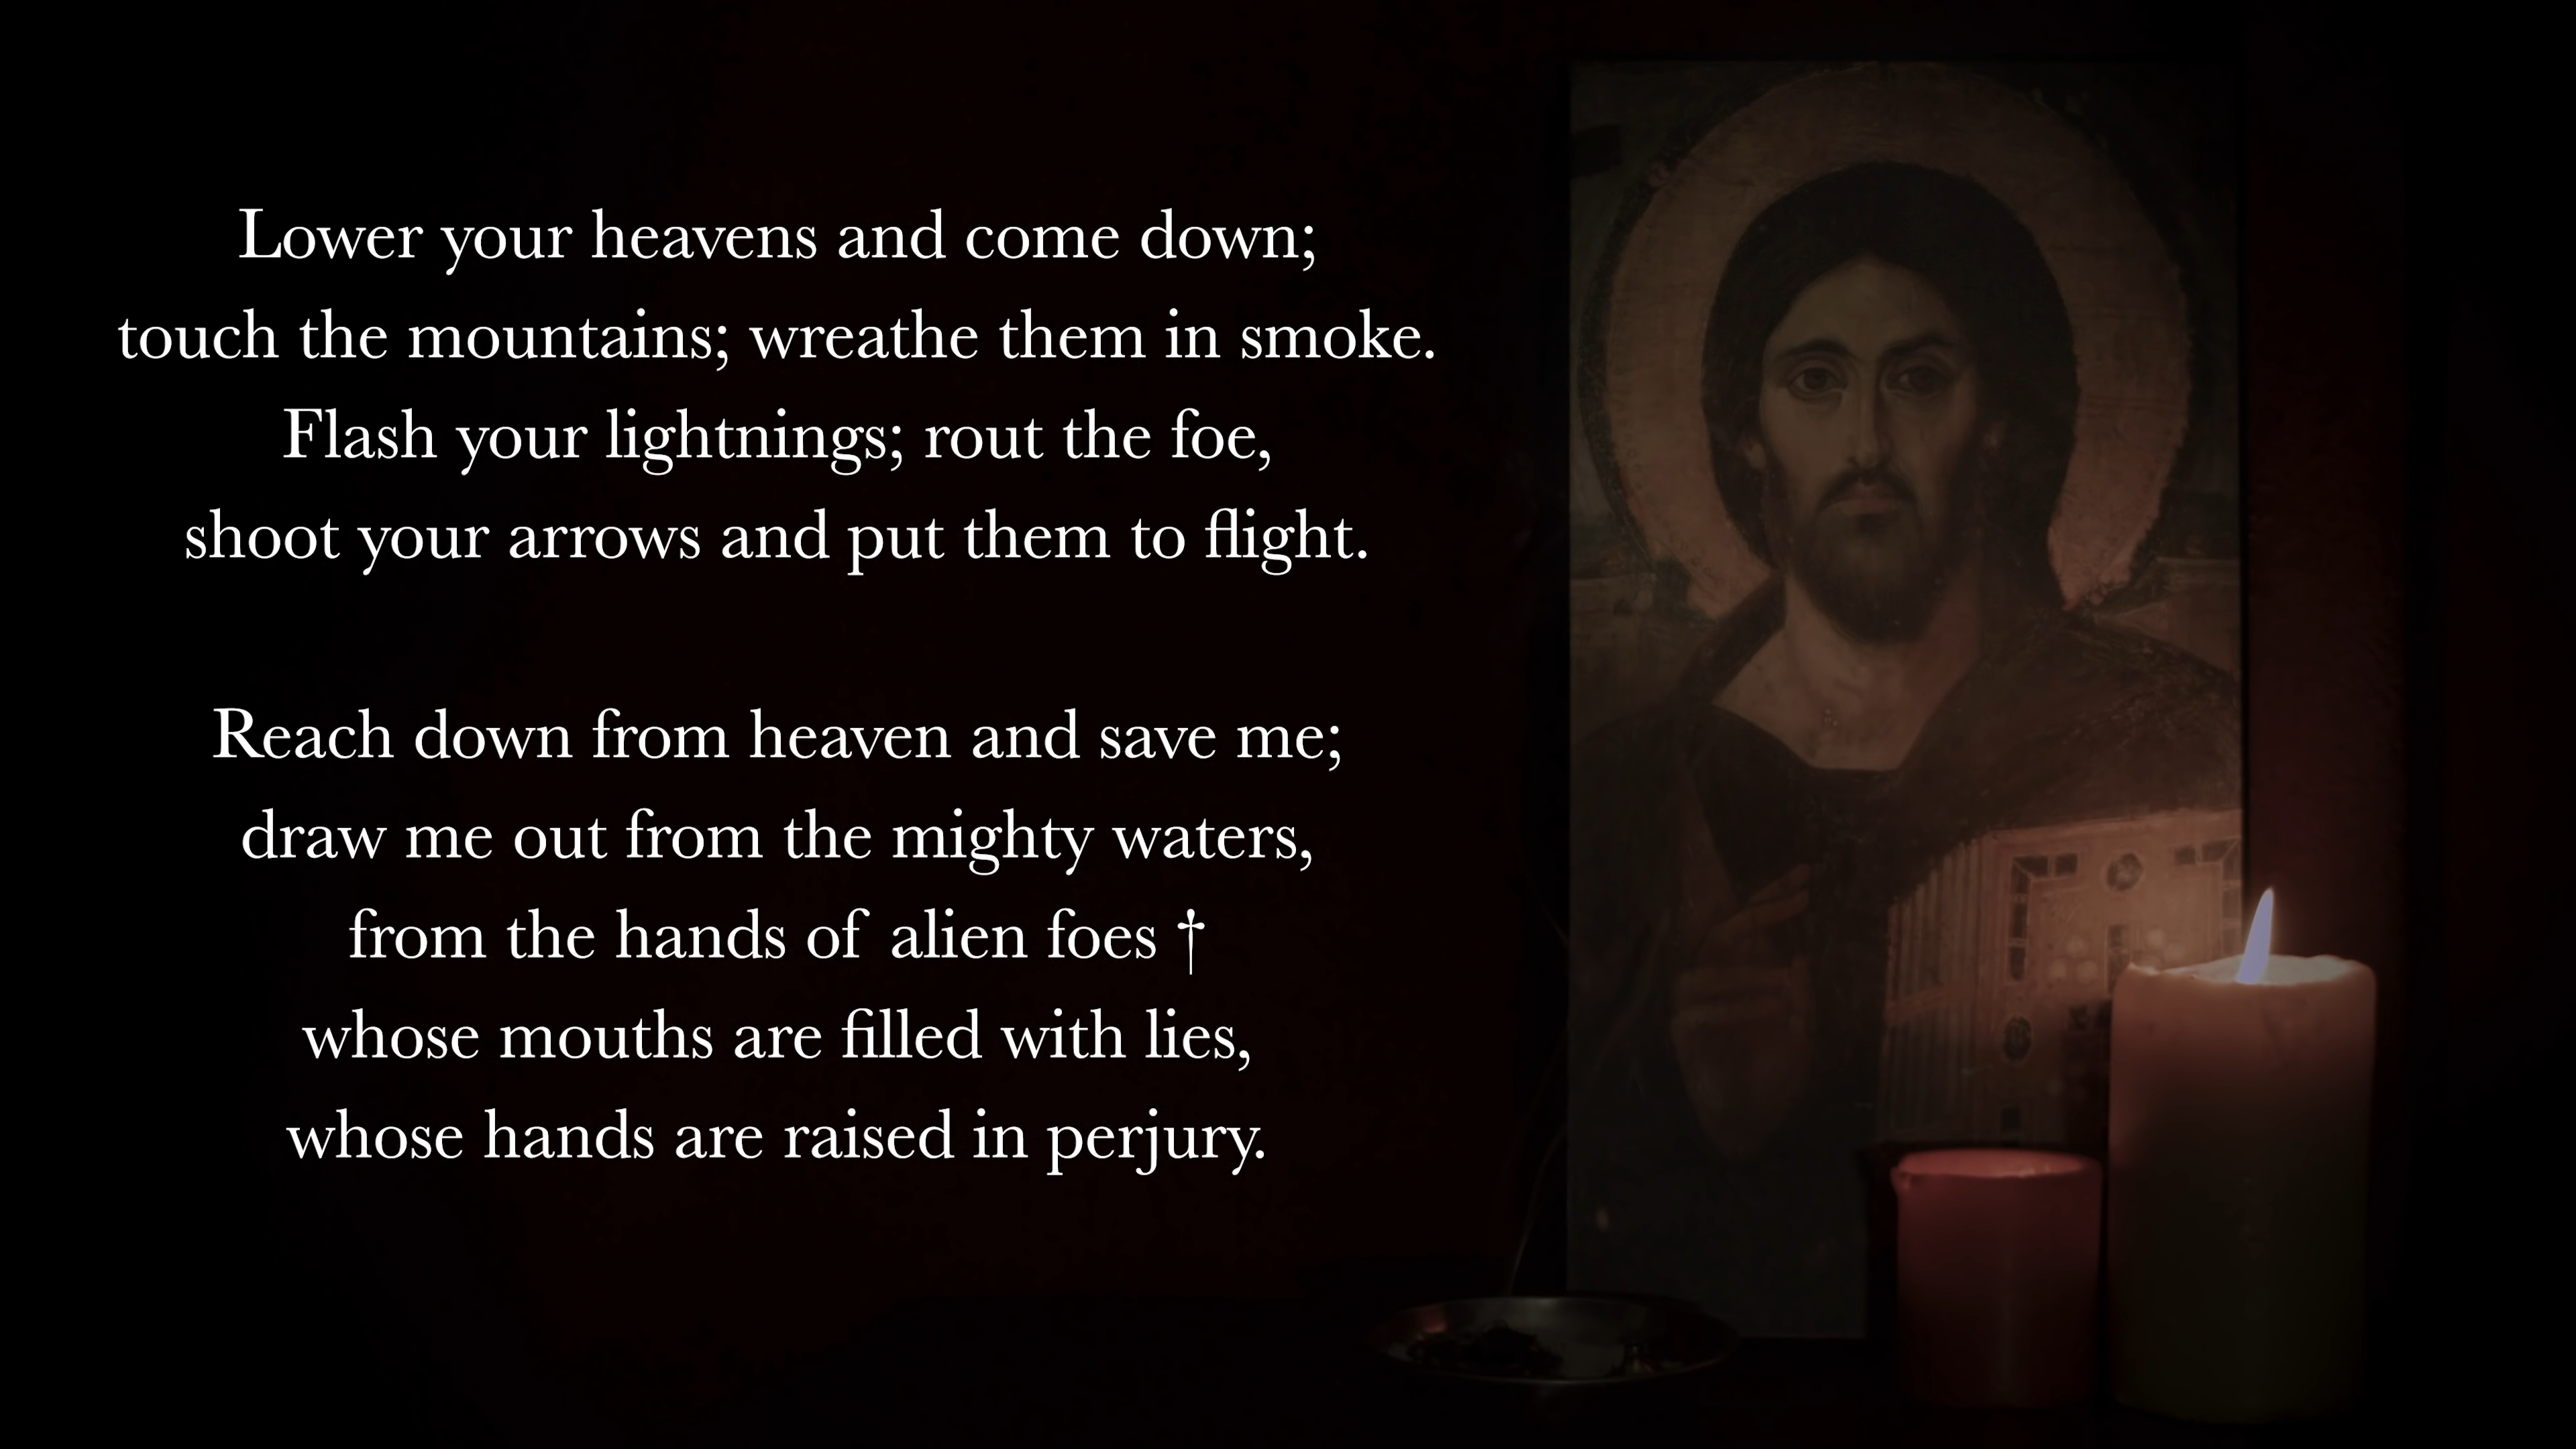 Lower your heavens and come down;
touch the mountains; wreathe them in smoke.
Flash your lightnings; rout the foe,
shoot your arrows and put them to flight.
Reach down from heaven and save me;
draw me out from the mighty waters,
from the hands of alien foes †
whose mouths are filled with lies,
whose hands are raised in perjury.